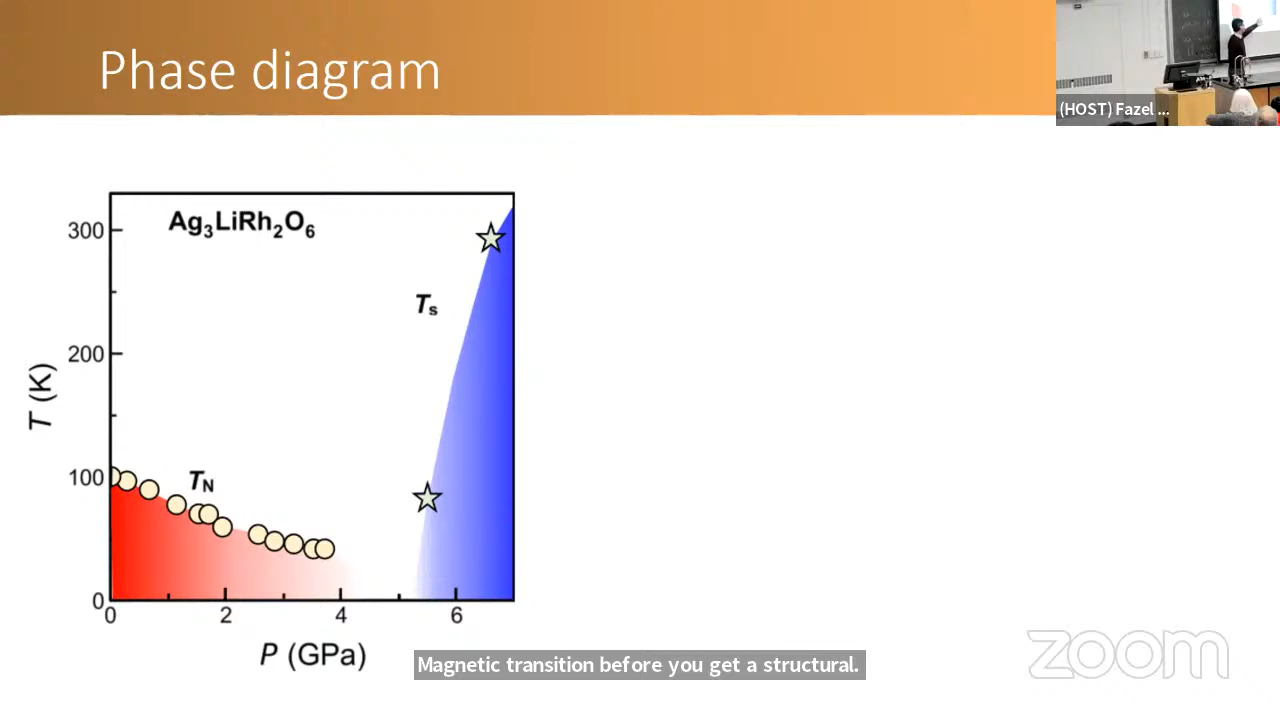 Phase diagram
(HOST) Fazel ...
Ag3LiRh2O6
300
200
100
0
T (K)
Ts
TN
0 2 4 6
P (GPa)
Magnetic transition before you get a structural.
zoom